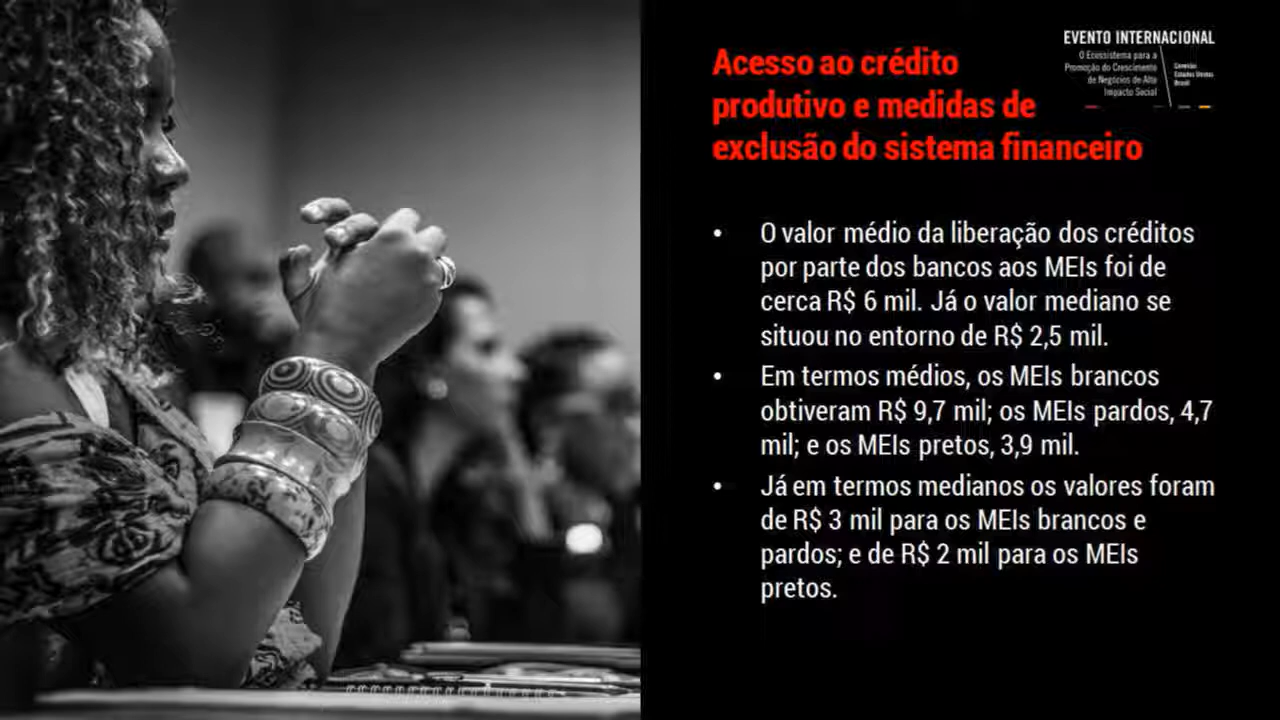 EVENTO INTERNACIONAL
O Ecossistema para a
Promoção do Crescimento
de Negócios de Alto
Impacto Social
Estados Unidos
Brasil
Acesso ao crédito
produtivo e medidas de
exclusão do sistema financeiro
• O valor médio da liberação dos créditos
por parte dos bancos aos MEIs foi de
cerca R$ 6 mil. Já o valor mediano se
situou no entorno de R$ 2,5 mil.
• Em termos médios, os MEIs brancos
obtiveram R$ 9,7 mil; os MEIs pardos, 4,7
mil; e os MEIs pretos, 3,9 mil.
• Já em termos medianos os valores foram
de R$ 3 mil para os MEIs brancos e
pardos; e de R$ 2 mil para os MEIs
pretos.